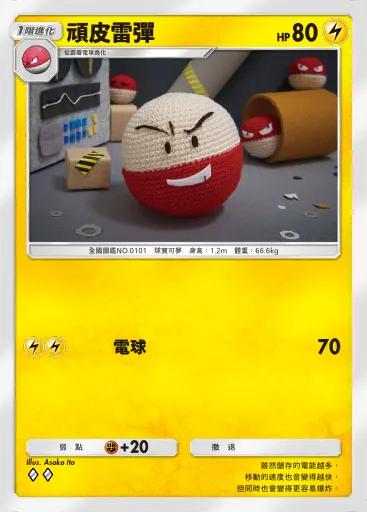 1階進化
頑皮雷彈
HP 80
從霹靂電球進化
全國圖鑑NO.0101 球寶可夢 身高：1.2m 體重：66.6kg
電球 70
弱點 +20
撤退
Illus. Asako Ito
雖然儲存的電能越多，
移動的速度也會變得越快，
但同時也會變得更容易爆炸。